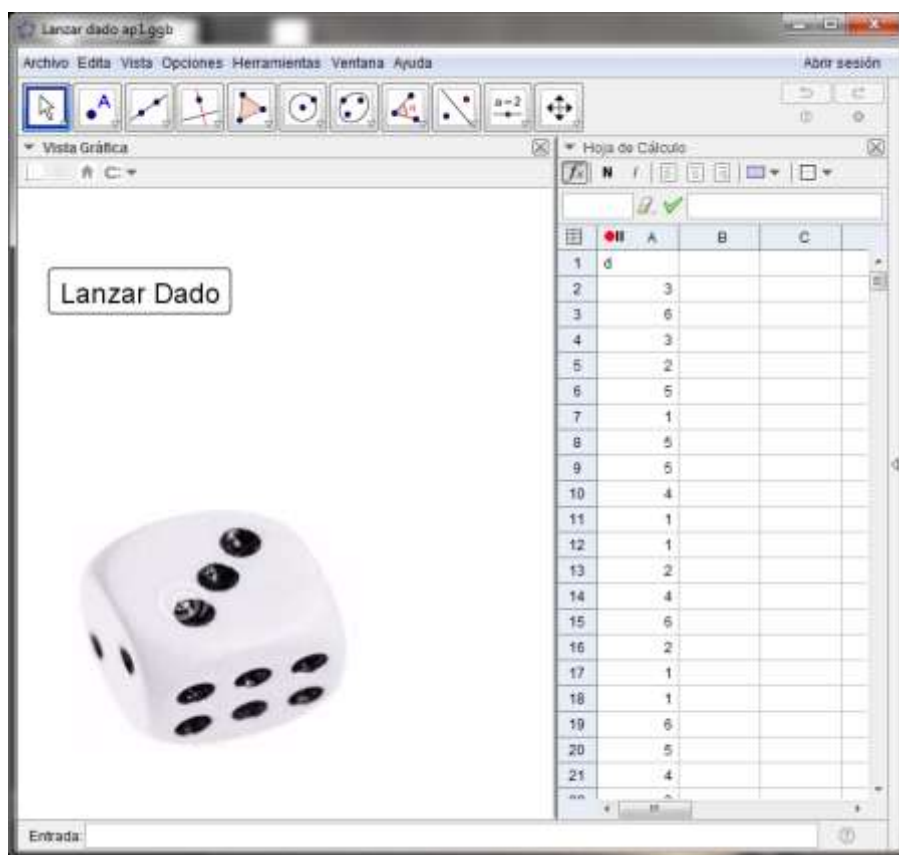 Lanzar dado ap1.ggb
Archivo Edita Vista Opciones Herramientas Ventana Ayuda Abrir sesión
a=2
Vista Gráfica
Hoja de Cálculo
N
A B C
1 d
2 3
3 6
4 3
5 2
6 5
7 1
8 5
9 5
10 4
11 1
12 1
13 2
14 4
15 6
16 2
17 1
18 1
19 6
20 5
21 4
Lanzar Dado
Entrada: